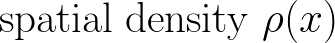 spatial density ρ(x)